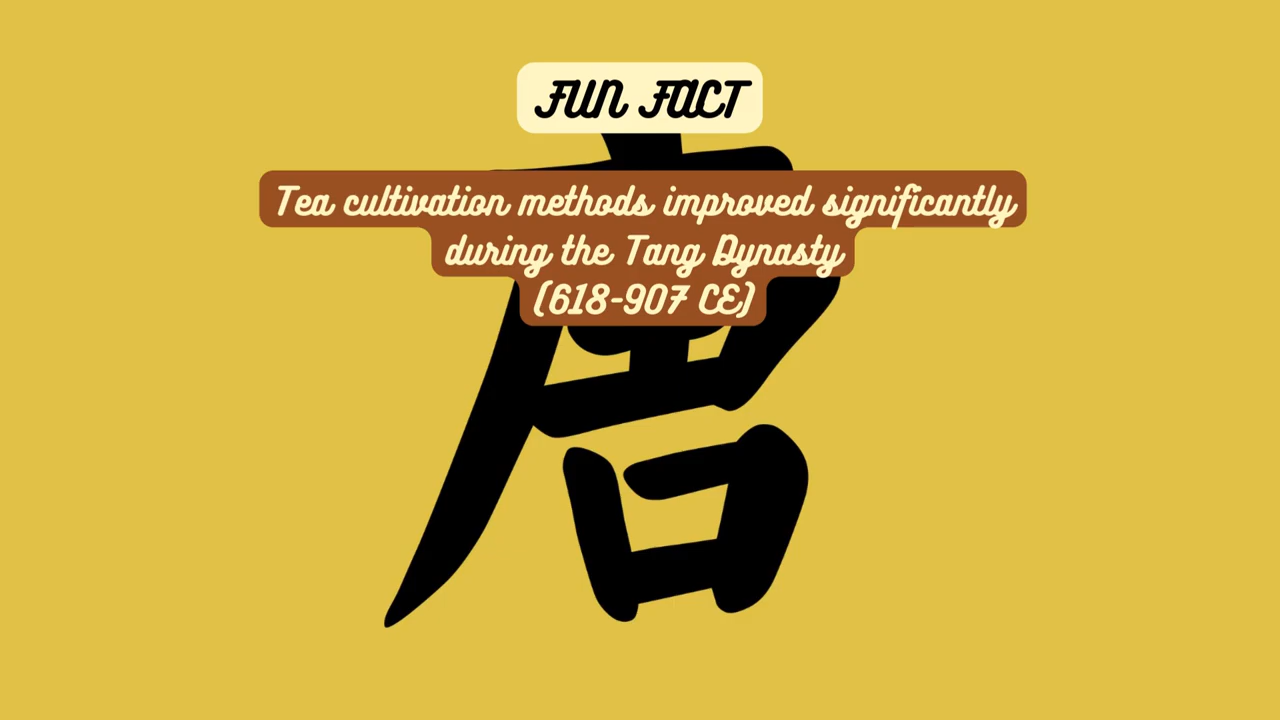 FUN FACT
Tea cultivation methods improved significantly
during the Tang Dynasty
(618-907 CE)
唐